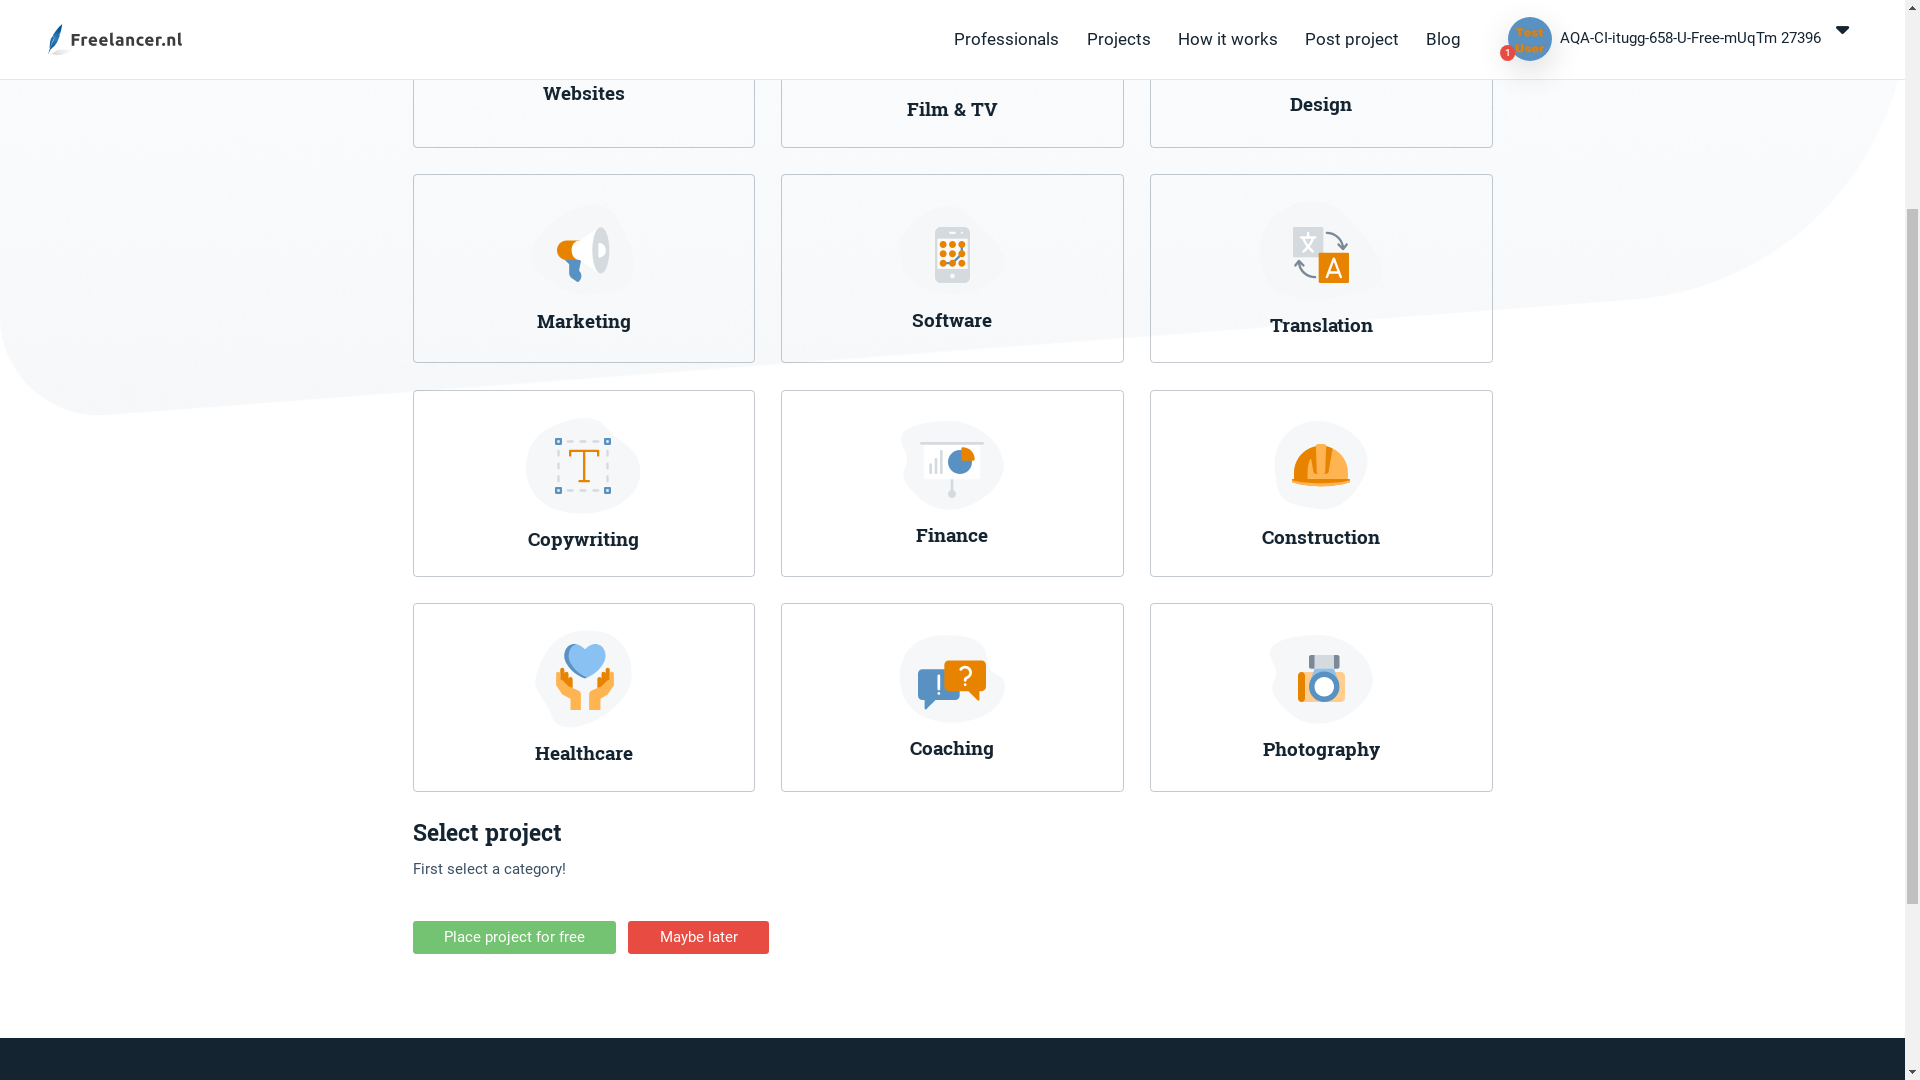 Freelancer.nl
Professionals
Projects
How it works
Post project
Blog
Test
User
1
AQA-CI-itugg-658-U-Free-mUqTm 27396
Websites
Film & TV
Design
Marketing
Software
A
Translation
T
Copywriting
Finance
Construction
Healthcare
! ?
Coaching
Photography
Select project
First select a category!
Place project for free
Maybe later